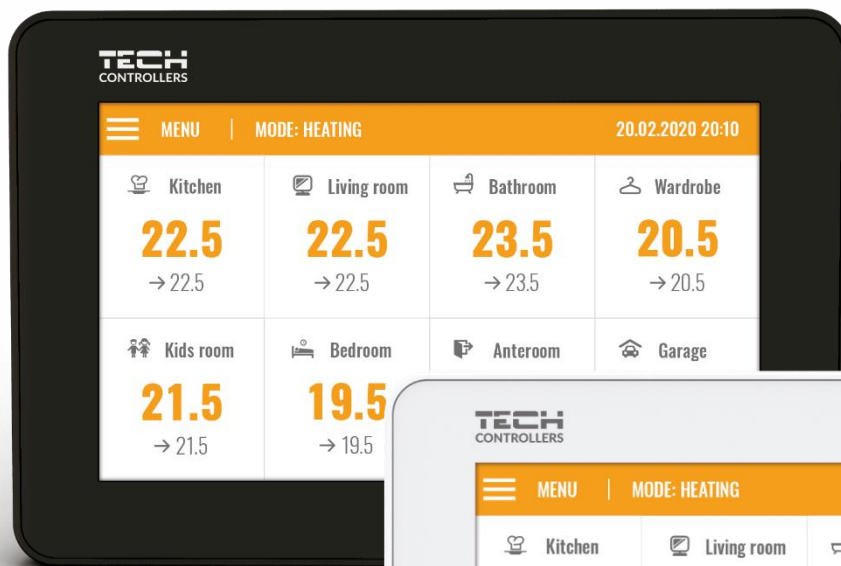 TECH
CONTROLLERS
MENU | MODE: HEATING 20.02.2020 20:10
Kitchen Living room Bathroom Wardrobe
22.5 22.5 23.5 20.5
→ 22.5 → 22.5 → 23.5 → 20.5
Kids room Bedroom Anteroom Garage
21.5 19.5
→ 21.5 → 19.5
TECH
CONTROLLERS
MENU | MODE: HEATING
Kitchen Living room